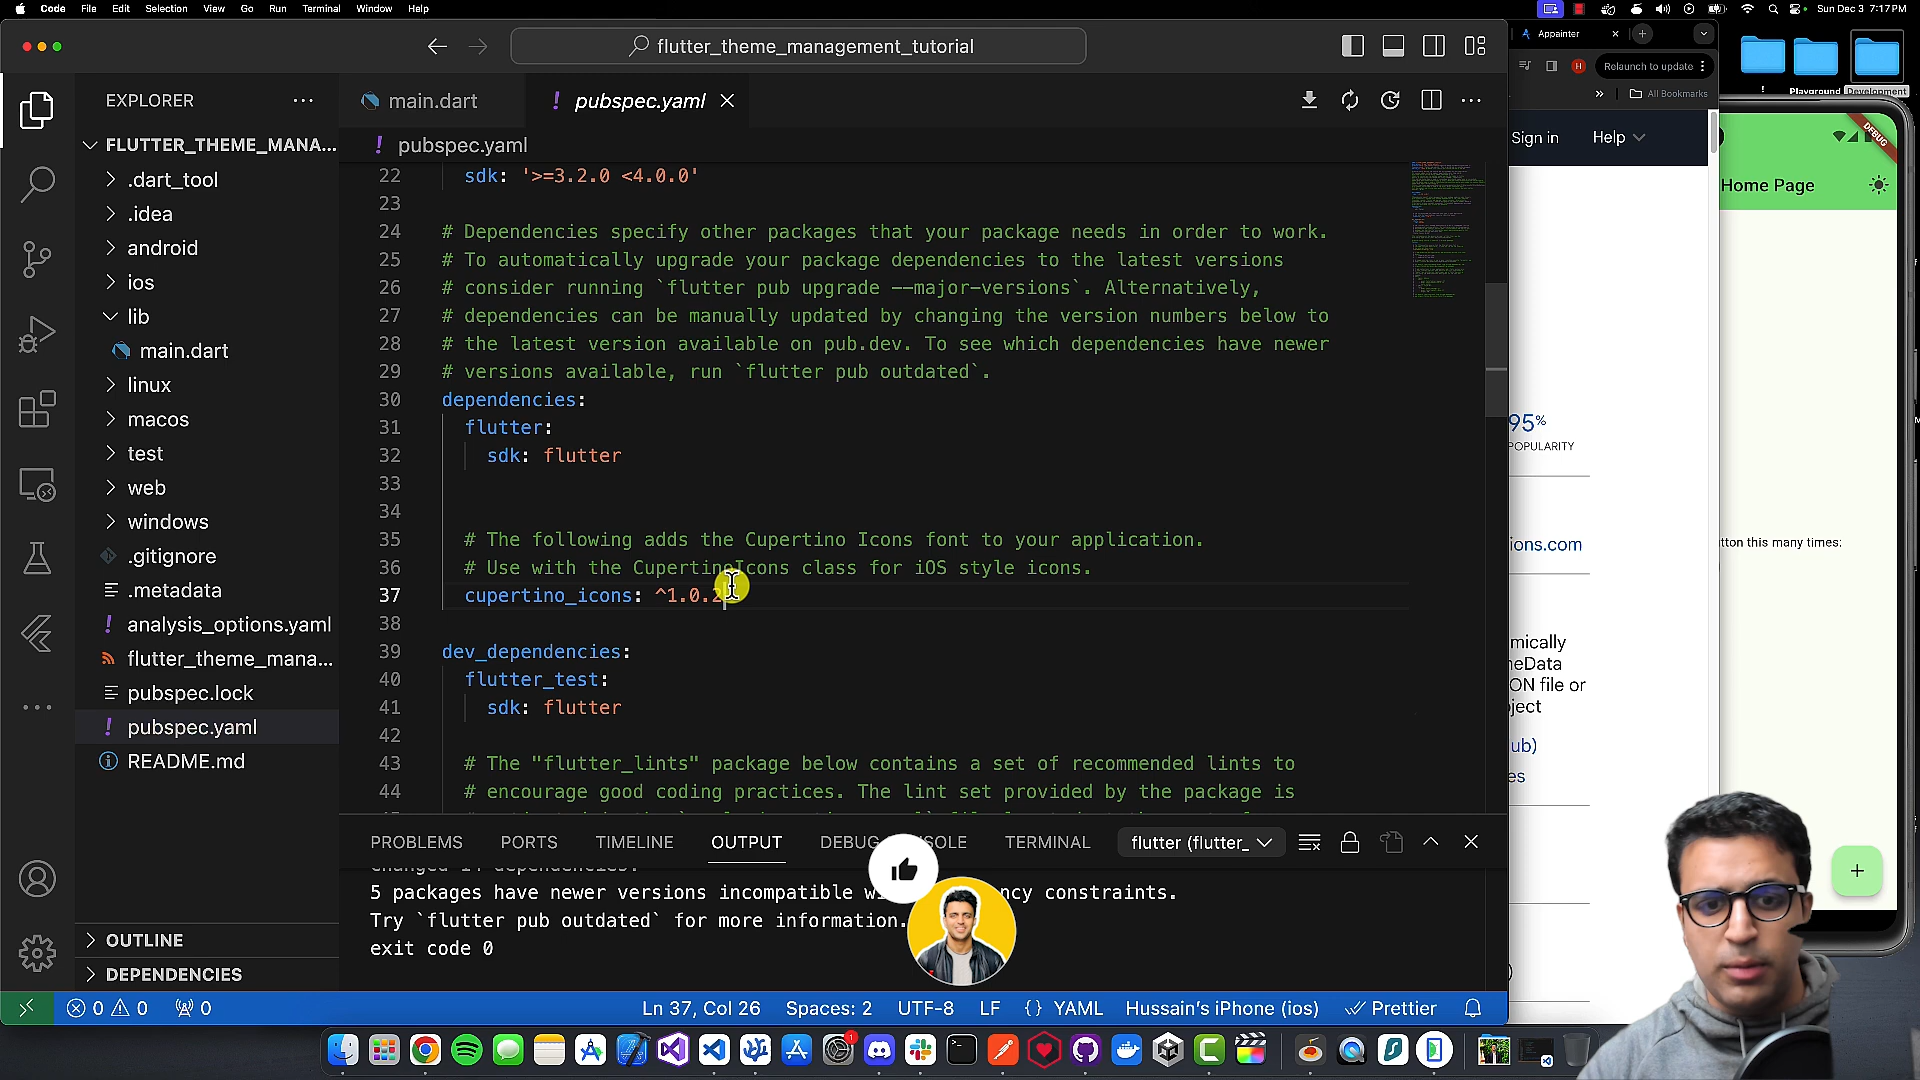 Code File Edit Selection View Go Run Terminal Window Help
Sun Dec 3 7:17 PM
flutter_theme_management_tutorial
Appainter
Relaunch to update
All Bookmarks
Playground Development
EXPLORER
main.dart
pubspec.yaml
FLUTTER_THEME_MANA...
pubspec.yaml
.dart_tool
.idea
android
ios
lib
main.dart
linux
macos
test
web
windows
.gitignore
.metadata
analysis_options.yaml
flutter_theme_mana...
pubspec.lock
pubspec.yaml
README.md
OUTLINE
DEPENDENCIES
22 sdk: '>=3.2.0 <4.0.0'
23
24 # Dependencies specify other packages that your package needs in order to work.
25 # To automatically upgrade your package dependencies to the latest versions
26 # consider running `flutter pub upgrade --major-versions`. Alternatively,
27 # dependencies can be manually updated by changing the version numbers below to
28 # the latest version available on pub.dev. To see which dependencies have newer
29 # versions available, run `flutter pub outdated`.
30 dependencies:
31 flutter:
32 sdk: flutter
33
34
35 # The following adds the Cupertino Icons font to your application.
36 # Use with the CupertinoIcons class for iOS style icons.
37 cupertino_icons: ^1.0.2
38
39 dev_dependencies:
40 flutter_test:
41 sdk: flutter
42
43 # The "flutter_lints" package below contains a set of recommended lints to
44 # encourage good coding practices. The lint set provided by the package is
PROBLEMS PORTS TIMELINE OUTPUT DEBUG CONSOLE TERMINAL flutter (flutter_
5 packages have newer versions incompatible w ncy constraints.
Try `flutter pub outdated` for more information.
exit code 0
0 0 0 Ln 37, Col 26 Spaces: 2 UTF-8 LF {} YAML Hussain's iPhone (ios) Prettier
Sign in Help
95%
POPULARITY
ions.com
mically
neData
ON file or
ject
ub)
es
DEBUG
Home Page
tton this many times:
+